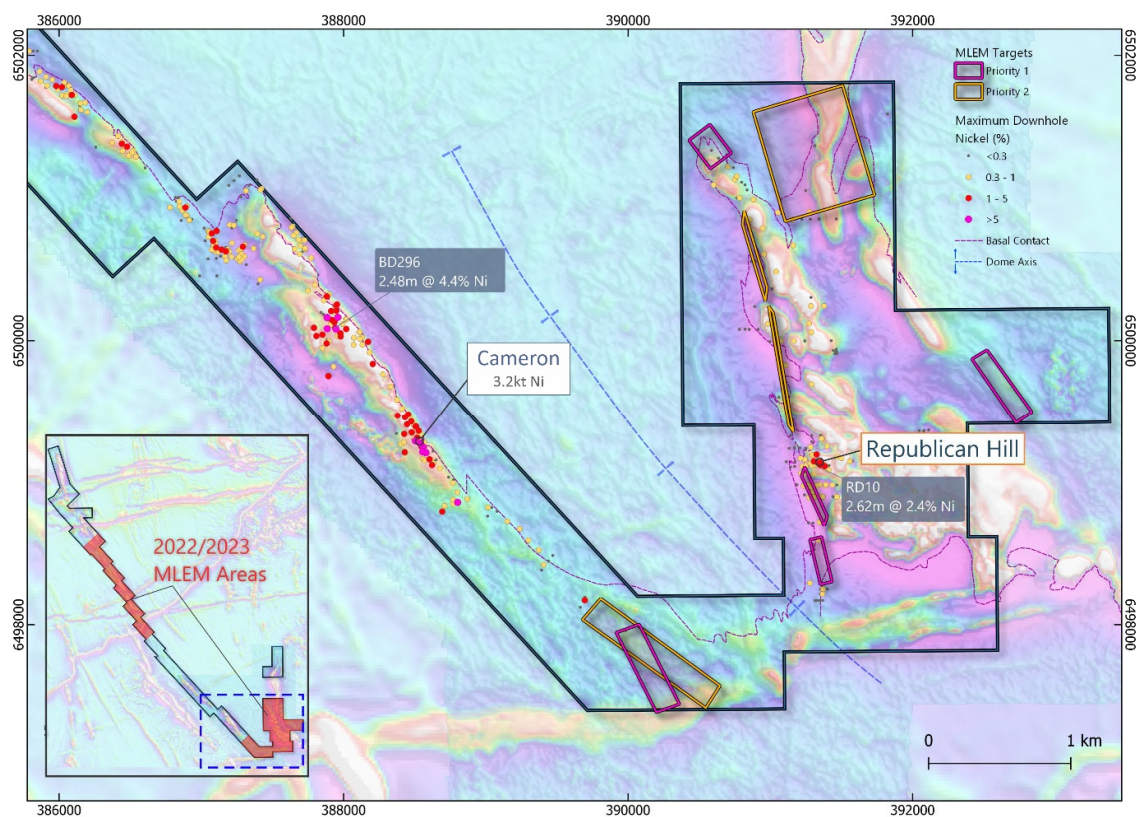 386000
388000
390000
392000
6502000
6502000
MLEM Targets
Priority 1
Priority 2
Maximum Downhole
Nickel (%)
<0.3
0.3 - 1
1 - 5
>5
Basal Contact
Dome Axis
BD296
2.48m @ 4.4% Ni
6500000
6500000
Cameron
3.2kt Ni
Republican Hill
RD10
2.62m @ 2.4% Ni
2022/2023
MLEM Areas
6498000
6498000
0
1 km
386000
388000
390000
392000